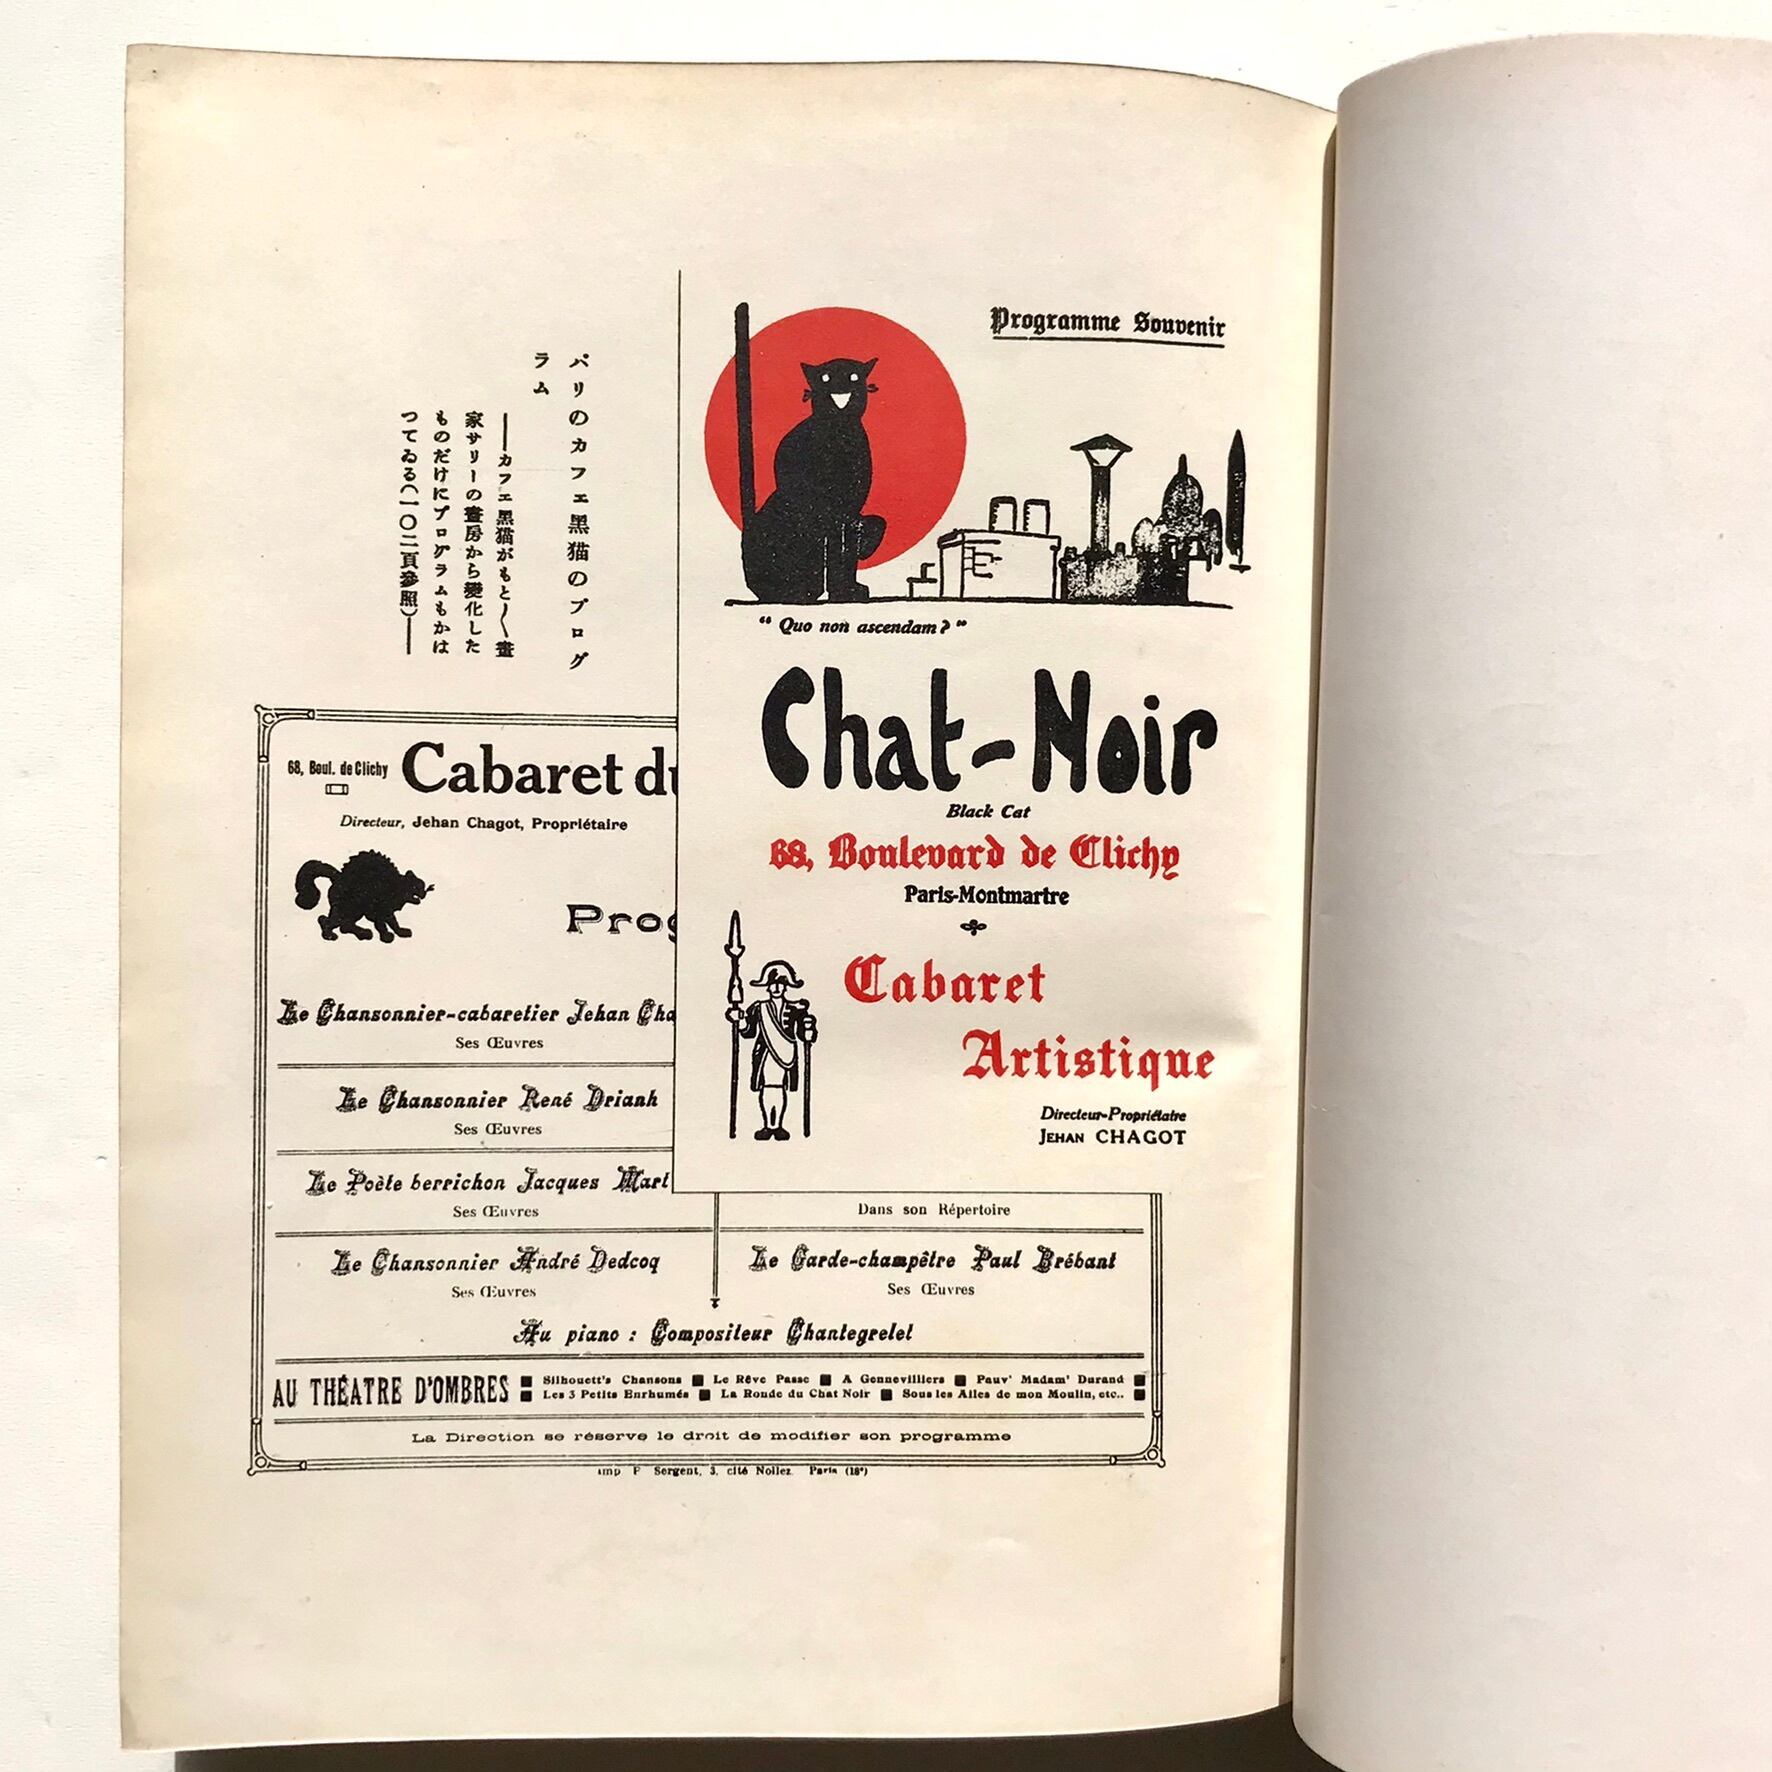 パリのカフェ黒猫のプログ
ラム
――カフェ黒猫がもと〱畫
家サリーの畫房から變化した
ものだけにプログラムもかは
つてゐる(一〇二頁參照)――
Programme Souvenir
“ Quo non ascendam? ”
Chat-Noir
Black Cat
68, Boulevard de Clichy
Paris-Montmartre
Cabaret
Artistique
Directeur-Propriétaire
JEHAN CHAGOT
68, Boul. de Clichy
Cabaret du
Directeur, Jehan Chagot, Propriétaire
Prog
Le Chansonnier-cabaretier Jehan Cha
Ses Œuvres
Le Chansonnier René Drianh
Ses Œuvres
Le Poète berrichon Jacques Mart
Ses Œuvres
Dans son Répertoire
Le Chansonnier André Dedcoq
Ses Œuvres
Le Garde-champêtre Paul Brébant
Ses Œuvres
Au piano : Compositeur Chantegrelet
AU THÉATRE D'OMBRES
Silhouett's Chansons ■ Le Rêve Passe ■ A Gennevilliers ■ Pauv' Madam' Durand
Les 3 Petits Enrhumés ■ La Ronde du Chat Noir ■ Sous les Ailes de mon Moulin, etc..
La Direction se réserve le droit de modifier son programme
Imp F Sergent, 3, cité Nollez Paris (18e)